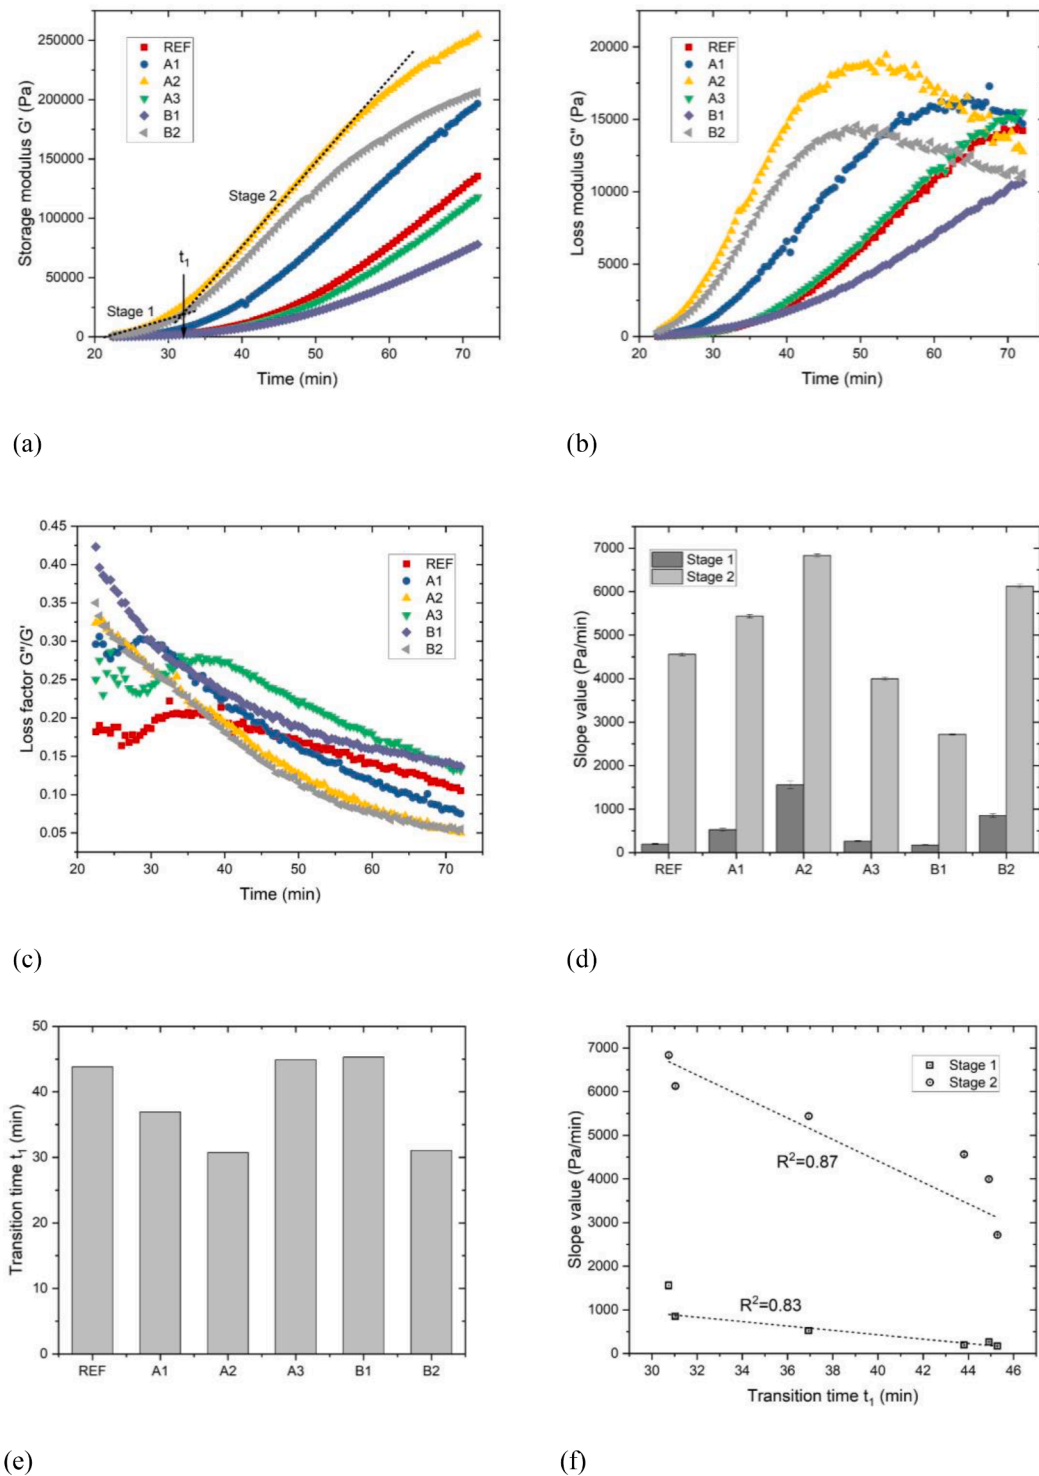 250000
200000
150000
100000
50000
0
Storage modulus G' (Pa)
REF
A1
A2
A3
B1
B2
Stage 2
t1
Stage 1
20 30 40 50 60 70
Time (min)
(a)
20000
15000
10000
5000
0
Loss modulus G'' (Pa)
REF
A1
A2
A3
B1
B2
20 30 40 50 60 70
Time (min)
(b)
0.45
0.40
0.35
0.30
0.25
0.20
0.15
0.10
0.05
Loss factor G''/G'
REF
A1
A2
A3
B1
B2
20 30 40 50 60 70
Time (min)
(c)
7000
6000
5000
4000
3000
2000
1000
0
Slope value (Pa/min)
Stage 1
Stage 2
REF A1 A2 A3 B1 B2
(d)
50
40
30
20
10
0
Transition time t1 (min)
REF A1 A2 A3 B1 B2
(e)
7000
6000
5000
4000
3000
2000
1000
0
Slope value (Pa/min)
Stage 1
Stage 2
R²=0.87
R²=0.83
30 32 34 36 38 40 42 44 46
Transition time t1 (min)
(f)